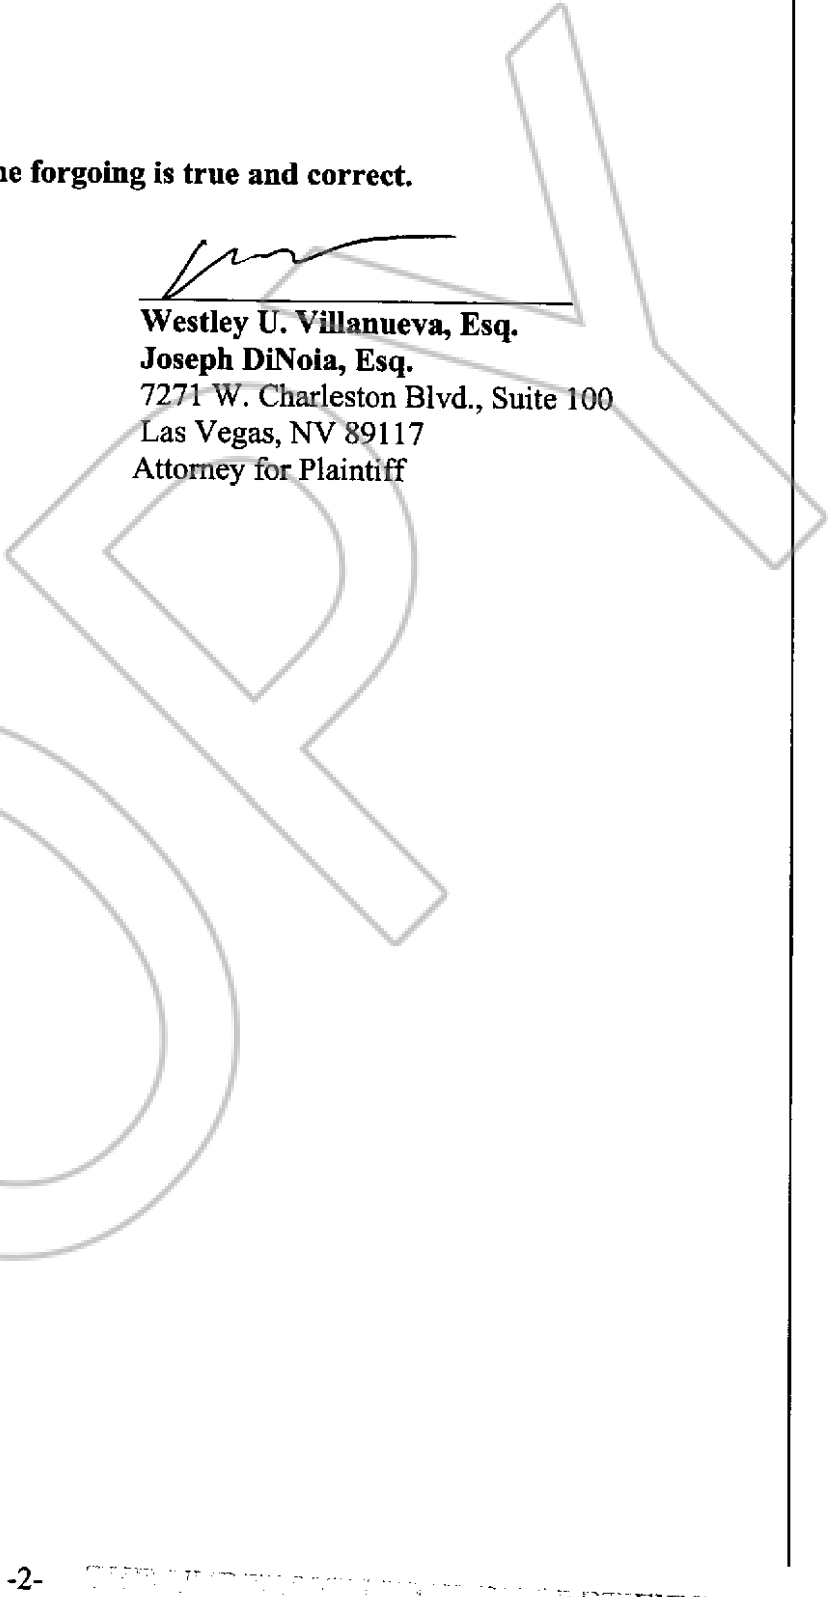 forgoing is true and correct.
Westley U. Villanueva, Esq.
Joseph DiNoia, Esq.
7271 W. Charleston Blvd., Suite 100
Las Vegas, NV 89117
Attorney for Plaintiff
-2-